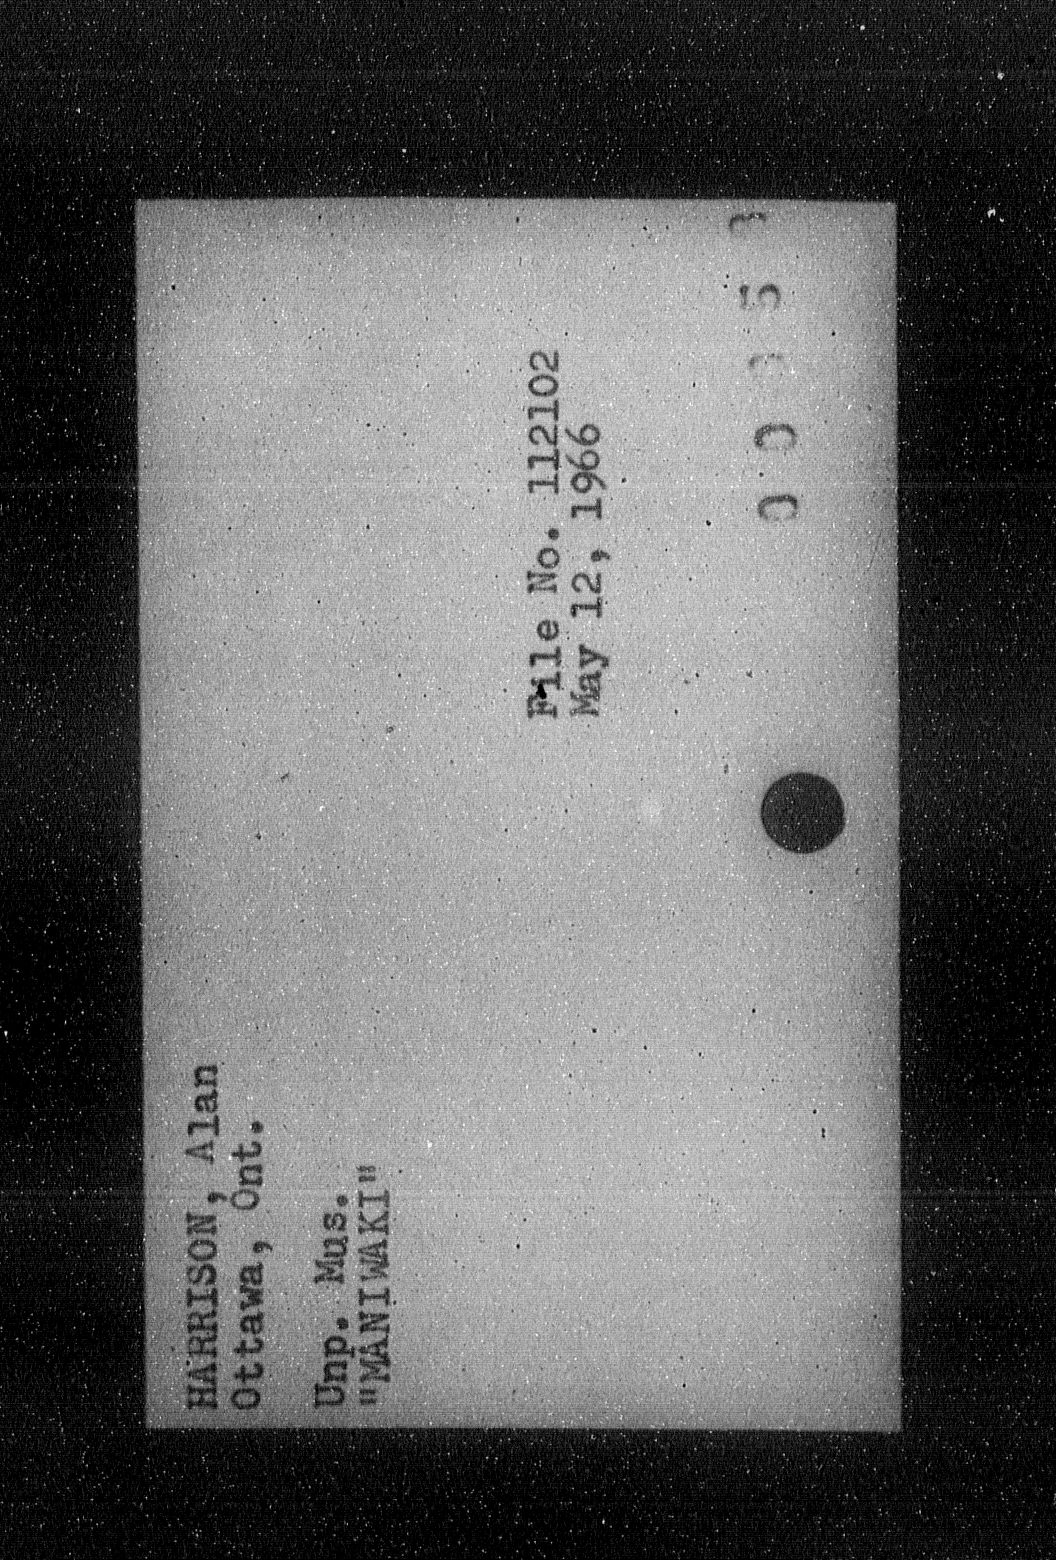 HARRISON, Alan
Ottawa, Ont.
Unp. Mus.
"MANIWAKI"
File No. 112102
May 12, 1966